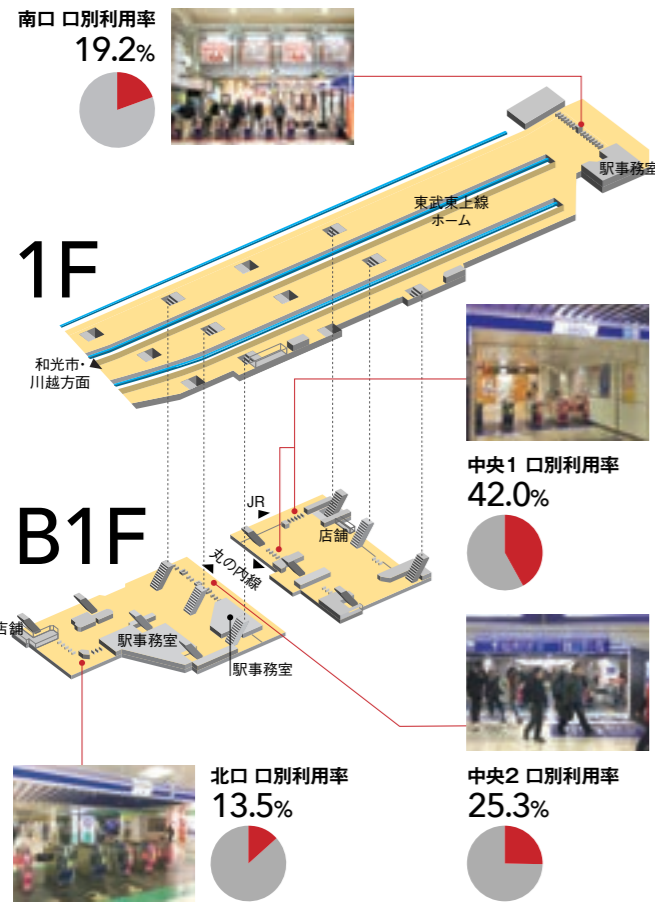 南口 口別利用率
19.2%
駅事務室
東武東上線
ホーム
1F
和光市・
川越方面
中央1 口別利用率
42.0%
JR
店舗
B1F
丸の内線
店舗
駅事務室
駅事務室
北口 口別利用率
13.5%
中央2 口別利用率
25.3%